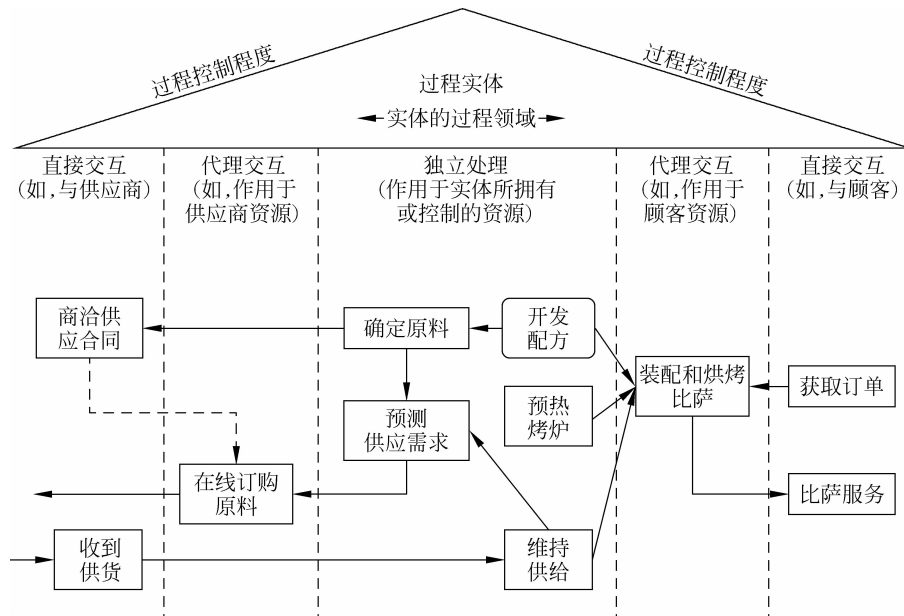 过程控制程度
过程控制程度
过程实体
实体的过程领域
直接交互
(如,与供应商)
代理交互
(如,作用于
供应商资源)
独立处理
(作用于实体所拥有
或控制的资源)
代理交互
(如,作用于
顾客资源)
直接交互
(如,与顾客)
商洽供
应合同
确定原料
开发
配方
装配和烘烤
比萨
获取订单
预热
烤炉
预测
供应需求
在线订购
原料
比萨服务
收到
供货
维持
供给